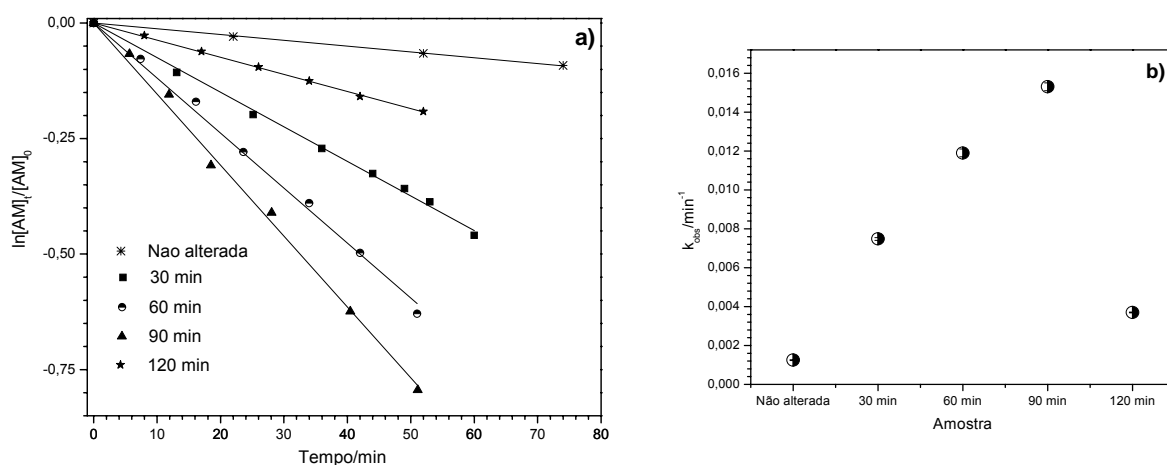 a)
0,00
-0,25
-0,50
-0,75
ln[AM]t/[AM]0
Nao alterada
30 min
60 min
90 min
120 min
0 10 20 30 40 50 60 70 80
Tempo/min
b)
0,016
0,014
0,012
0,010
0,008
0,006
0,004
0,002
0,000
kobs/min-1
Não alterada 30 min 60 min 90 min 120 min
Amostra